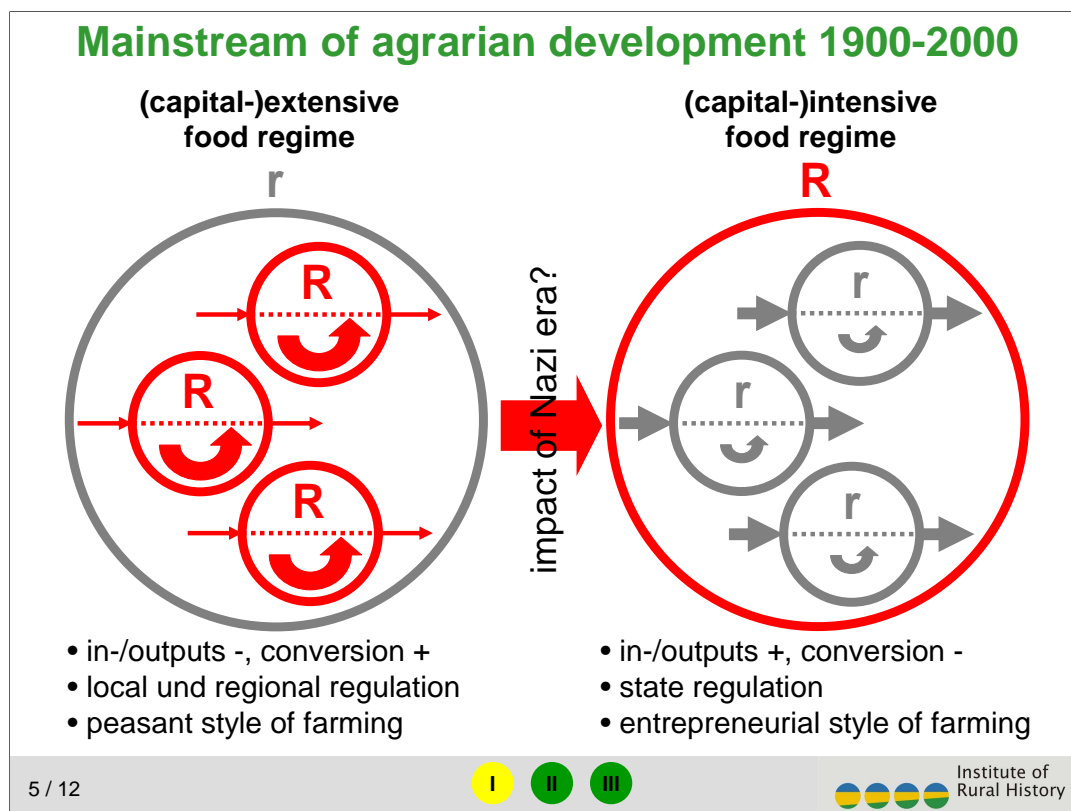 Mainstream of agrarian development 1900-2000
(capital-)extensive
food regime
r
R
R
R
• in-/outputs -, conversion +
• local und regional regulation
• peasant style of farming
impact of Nazi era?
(capital-)intensive
food regime
R
r
r
r
• in-/outputs +, conversion -
• state regulation
• entrepreneurial style of farming
5 / 12
I
II
III
Institute of
Rural History